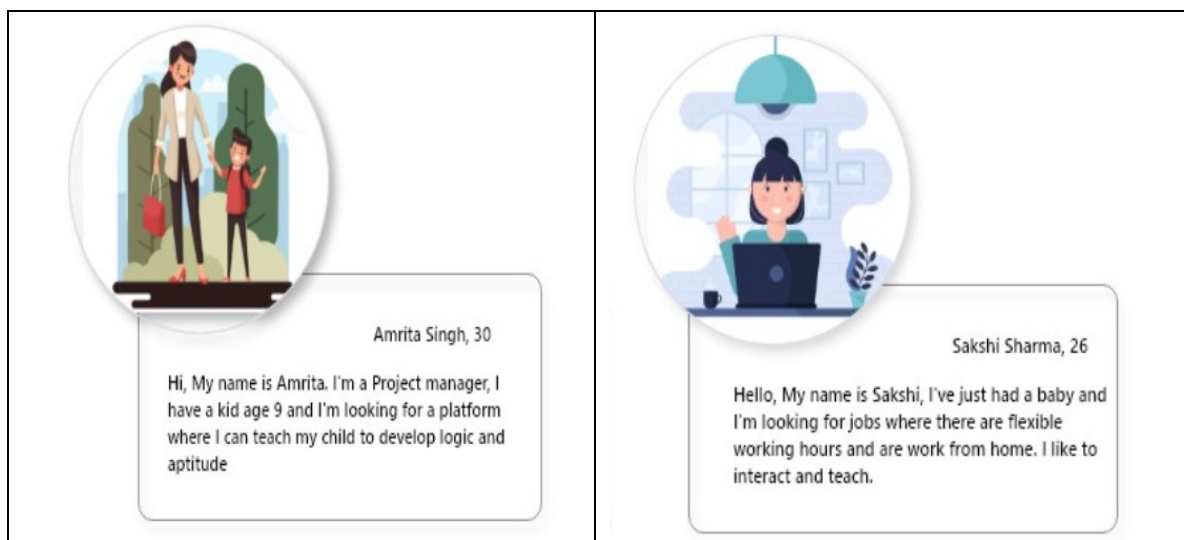 Amrita Singh, 30
Hi, My name is Amrita. I'm a Project manager, I
have a kid age 9 and I'm looking for a platform
where I can teach my child to develop logic and
aptitude
Sakshi Sharma, 26
Hello, My name is Sakshi, I've just had a baby and
I'm looking for jobs where there are flexible
working hours and are work from home. I like to
interact and teach.